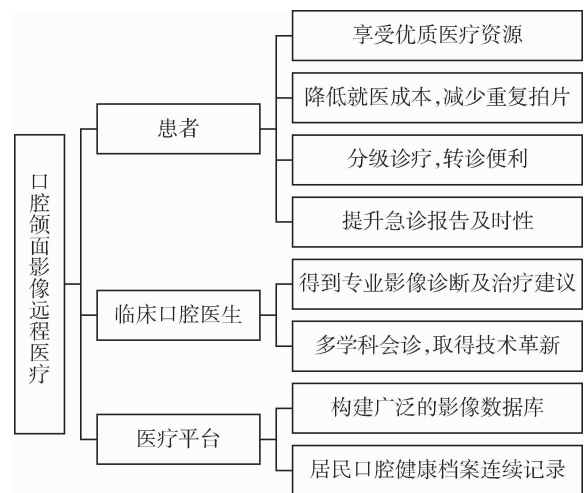 口腔颌面影像远程医疗
患者
享受优质医疗资源
降低就医成本,减少重复拍片
分级诊疗,转诊便利
提升急诊报告及时性
临床口腔医生
得到专业影像诊断及治疗建议
多学科会诊,取得技术革新
医疗平台
构建广泛的影像数据库
居民口腔健康档案连续记录